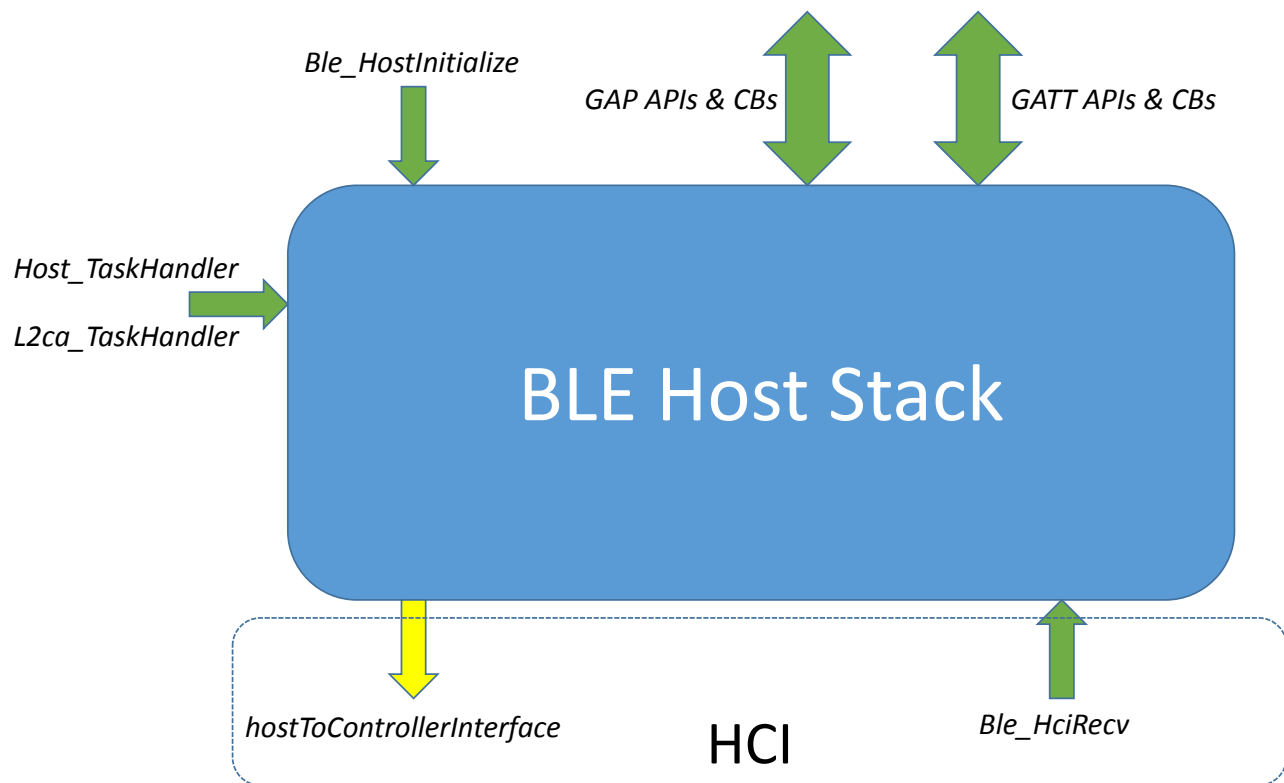 Ble_HostInitialize
GAP APIs & CBs
GATT APIs & CBs
Host_TaskHandler
L2ca_TaskHandler
BLE Host Stack
hostToControllerInterface
HCI
Ble_HciRecv